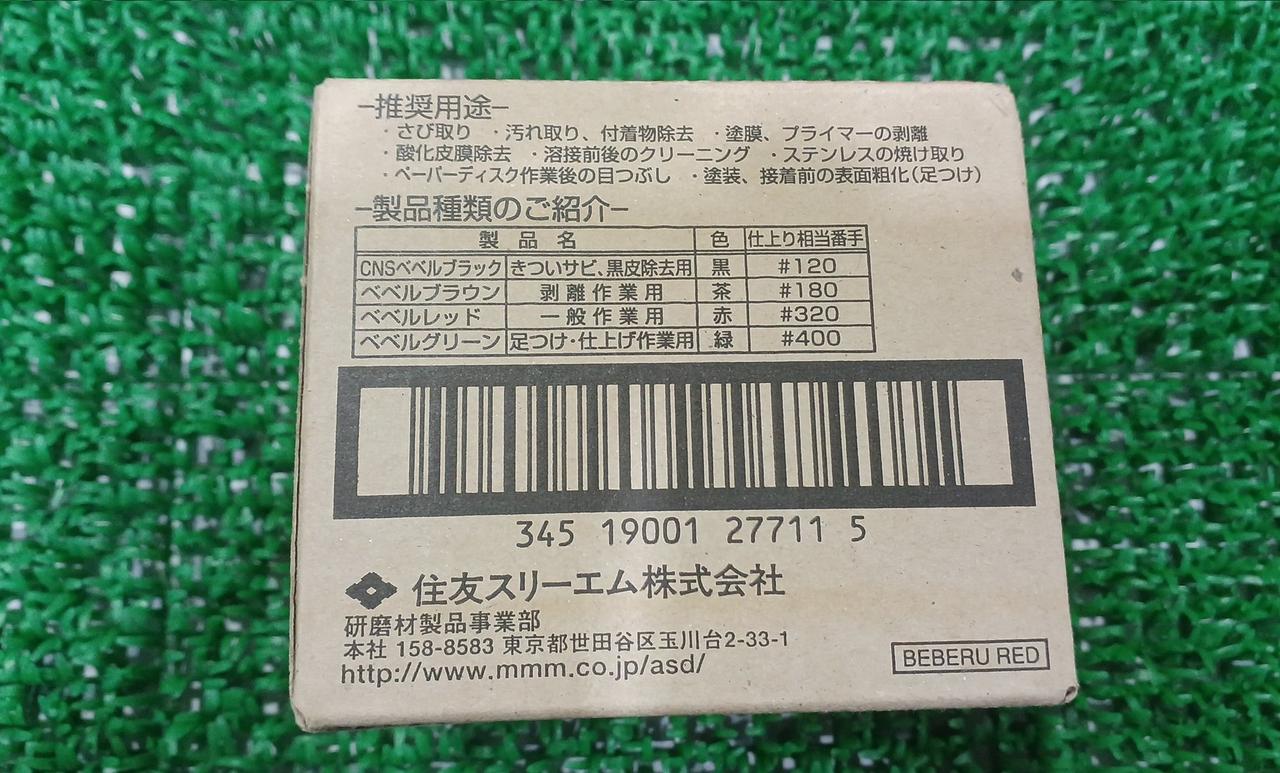 −推奨用途−
・さび取り ・汚れ取り、付着物除去 ・塗膜、プライマーの剥離
・酸化皮膜除去 ・溶接前後のクリーニング ・ステンレスの焼け取り
・ペーパーディスク作業後の目つぶし ・塗装、接着前の表面粗化(足つけ)
−製品種類のご紹介−
製品名 色 仕上り相当番手
CNSベベルブラック きついサビ、黒皮除去用 黒 #120
ベベルブラウン 剥離作業用 茶 #180
ベベルレッド 一般作業用 赤 #320
ベベルグリーン 足つけ・仕上げ作業用 緑 #400
345 19001 27711 5
住友スリーエム株式会社
研磨材製品事業部
本社 158-8583 東京都世田谷区玉川台2-33-1
http://www.mmm.co.jp/asd/
BEBERU RED